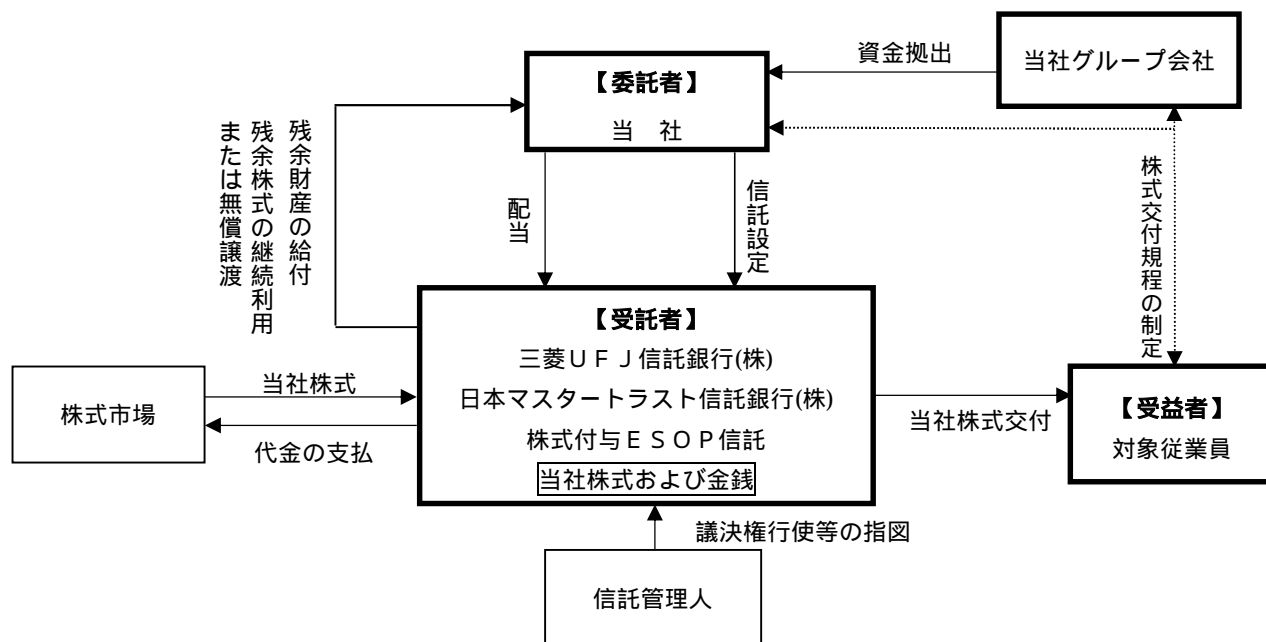 資金拠出
当社グループ会社
【委託者】
当　社
残余財産の給付
残余株式の継続利用
または無償譲渡
配当
信託設定
株式交付規程の制定
【受託者】
三菱ＵＦＪ信託銀行(株)
日本マスタートラスト信託銀行(株)
株式付与ＥＳＯＰ信託
当社株式および金銭
株式市場
当社株式
代金の支払
当社株式交付
【受益者】
対象従業員
議決権行使等の指図
信託管理人